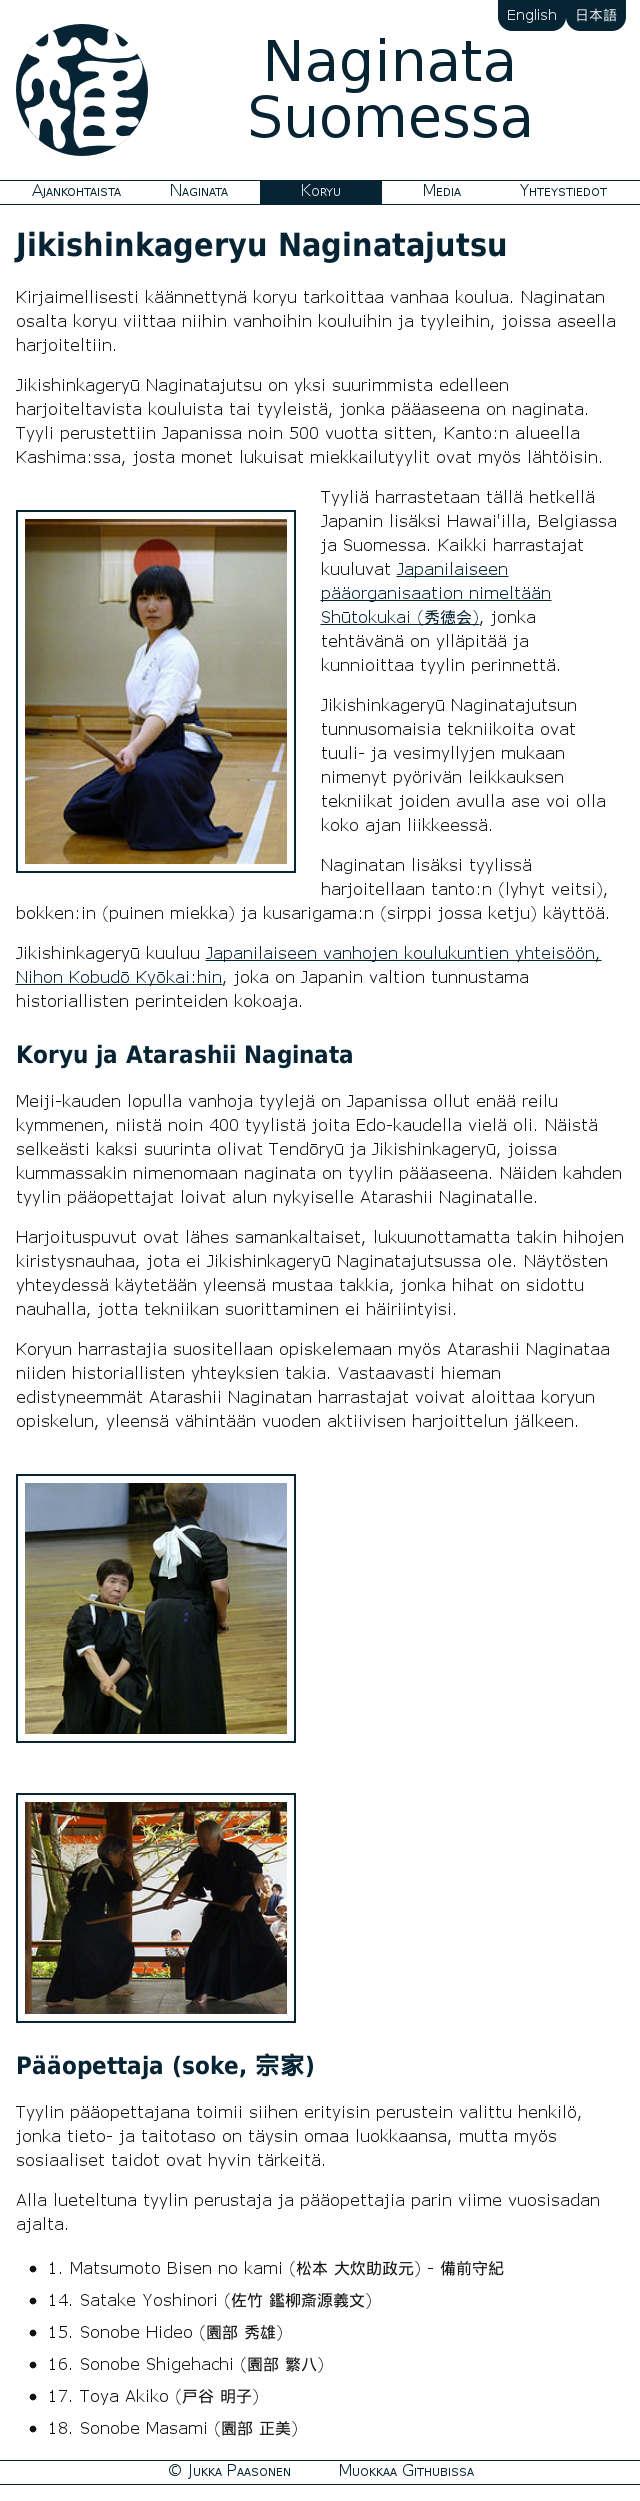 English 日本語
Naginata
Suomessa
Ajankohtaista Naginata Koryu Media Yhteystiedot
Jikishinkageryu Naginatajutsu
Kirjaimellisesti käännettynä koryu tarkoittaa vanhaa koulua. Naginatan
osalta koryu viittaa niihin vanhoihin kouluihin ja tyyleihin, joissa aseella
harjoiteltiin.
Jikishinkageryū Naginatajutsu on yksi suurimmista edelleen
harjoiteltavista kouluista tai tyyleistä, jonka pääaseena on naginata.
Tyyli perustettiin Japanissa noin 500 vuotta sitten, Kanto:n alueella
Kashima:ssa, josta monet lukuisat miekkailutyylit ovat myös lähtöisin.
Tyyliä harrastetaan tällä hetkellä
Japanin lisäksi Hawai'illa, Belgiassa
ja Suomessa. Kaikki harrastajat
kuuluvat Japanilaiseen
pääorganisaation nimeltään
Shūtokukai (秀徳会), jonka
tehtävänä on ylläpitää ja
kunnioittaa tyylin perinnettä.
Jikishinkageryū Naginatajutsun
tunnusomaisia tekniikoita ovat
tuuli- ja vesimyllyjen mukaan
nimenyt pyörivän leikkauksen
tekniikat joiden avulla ase voi olla
koko ajan liikkeessä.
Naginatan lisäksi tyylissä
harjoitellaan tanto:n (lyhyt veitsi),
bokken:in (puinen miekka) ja kusarigama:n (sirppi jossa ketju) käyttöä.
Jikishinkageryū kuuluu Japanilaiseen vanhojen koulukuntien yhteisöön,
Nihon Kobudō Kyōkai:hin, joka on Japanin valtion tunnustama
historiallisten perinteiden kokoaja.
Koryu ja Atarashii Naginata
Meiji-kauden lopulla vanhoja tyylejä on Japanissa ollut enää reilu
kymmenen, niistä noin 400 tyylistä joita Edo-kaudella vielä oli. Näistä
selkeästi kaksi suurinta olivat Tendōryū ja Jikishinkageryū, joissa
kummassakin nimenomaan naginata on tyylin pääaseena. Näiden kahden
tyylin pääopettajat loivat alun nykyiselle Atarashii Naginatalle.
Harjoituspuvut ovat lähes samankaltaiset, lukuunottamatta takin hihojen
kiristysnauhaa, jota ei Jikishinkageryū Naginatajutsussa ole. Näytösten
yhteydessä käytetään yleensä mustaa takkia, jonka hihat on sidottu
nauhalla, jotta tekniikan suorittaminen ei häiriintyisi.
Koryun harrastajia suositellaan opiskelemaan myös Atarashii Naginataa
niiden historiallisten yhteyksien takia. Vastaavasti hieman
edistyneemmät Atarashii Naginatan harrastajat voivat aloittaa koryun
opiskelun, yleensä vähintään vuoden aktiivisen harjoittelun jälkeen.
Pääopettaja (soke, 宗家)
Tyylin pääopettajana toimii siihen erityisin perustein valittu henkilö,
jonka tieto- ja taitotaso on täysin omaa luokkaansa, mutta myös
sosiaaliset taidot ovat hyvin tärkeitä.
Alla lueteltuna tyylin perustaja ja pääopettajia parin viime vuosisadan
ajalta.
• 1. Matsumoto Bisen no kami (松本 大炊助政元) - 備前守紀
• 14. Satake Yoshinori (佐竹 鑑柳斎源義文)
• 15. Sonobe Hideo (園部 秀雄)
• 16. Sonobe Shigehachi (園部 繁八)
• 17. Toya Akiko (戸谷 明子)
• 18. Sonobe Masami (園部 正美)
© Jukka Paasonen Muokkaa Githubissa